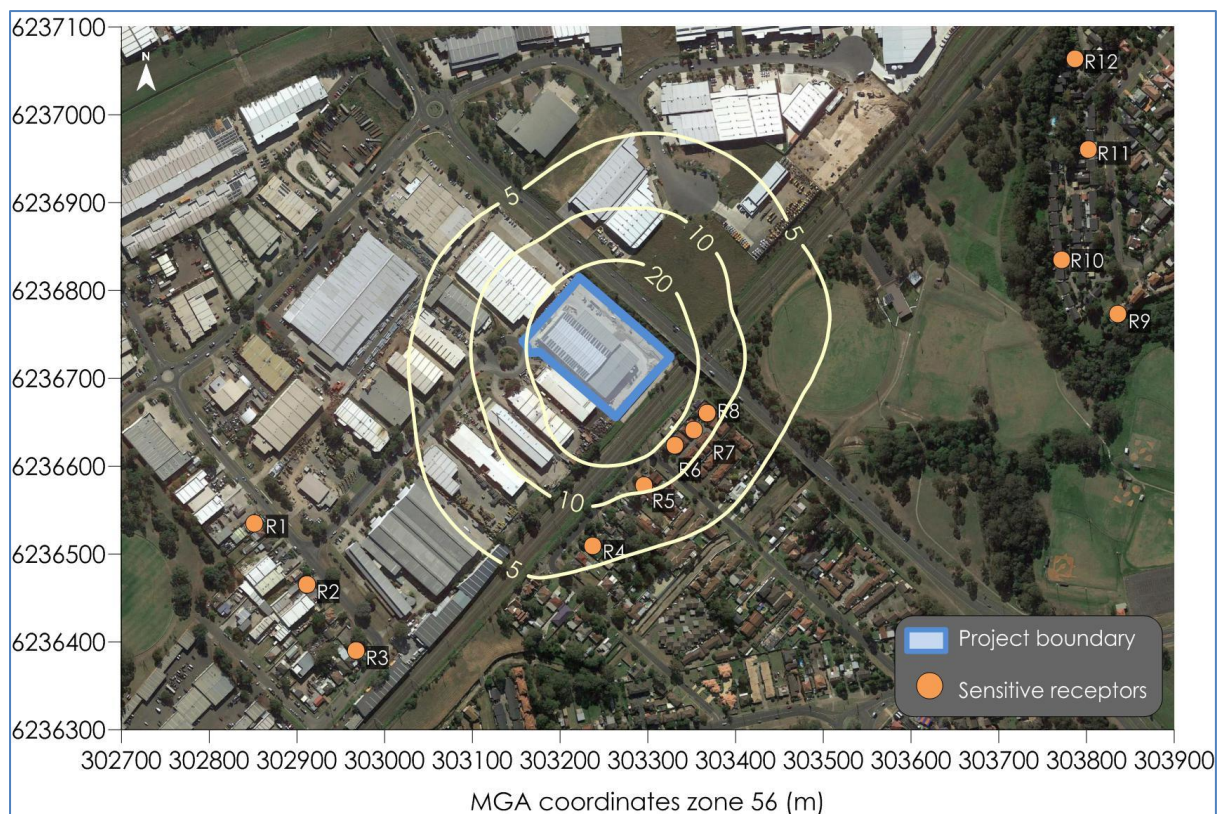 6237100
6237000
6236900
6236800
6236700
6236600
6236500
6236400
6236300
N
R12
R11
R10
R9
5
10
5
20
R8
R7
R6
R5
10
R4
5
R1
R2
R3
Project boundary
Sensitive receptors
302700 302800 302900 303000 303100 303200 303300 303400 303500 303600 303700 303800 303900
MGA coordinates zone 56 (m)